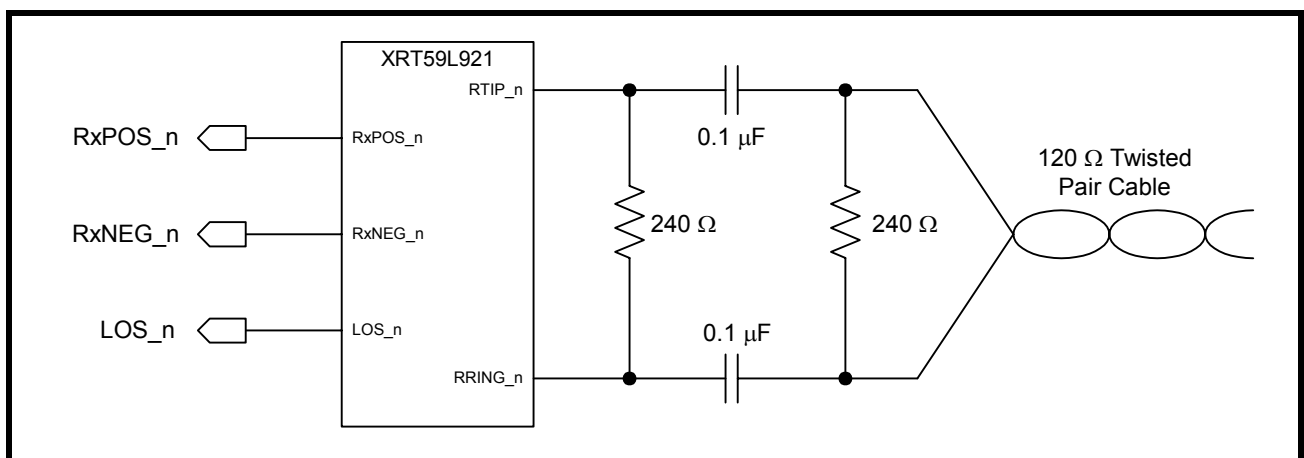 XRT59L921
RTIP_n
RxPOS_n
RxPOS_n
0.1 μF
120 Ω Twisted
Pair Cable
240 Ω
240 Ω
RxNEG_n
RxNEG_n
LOS_n
LOS_n
0.1 μF
RRING_n